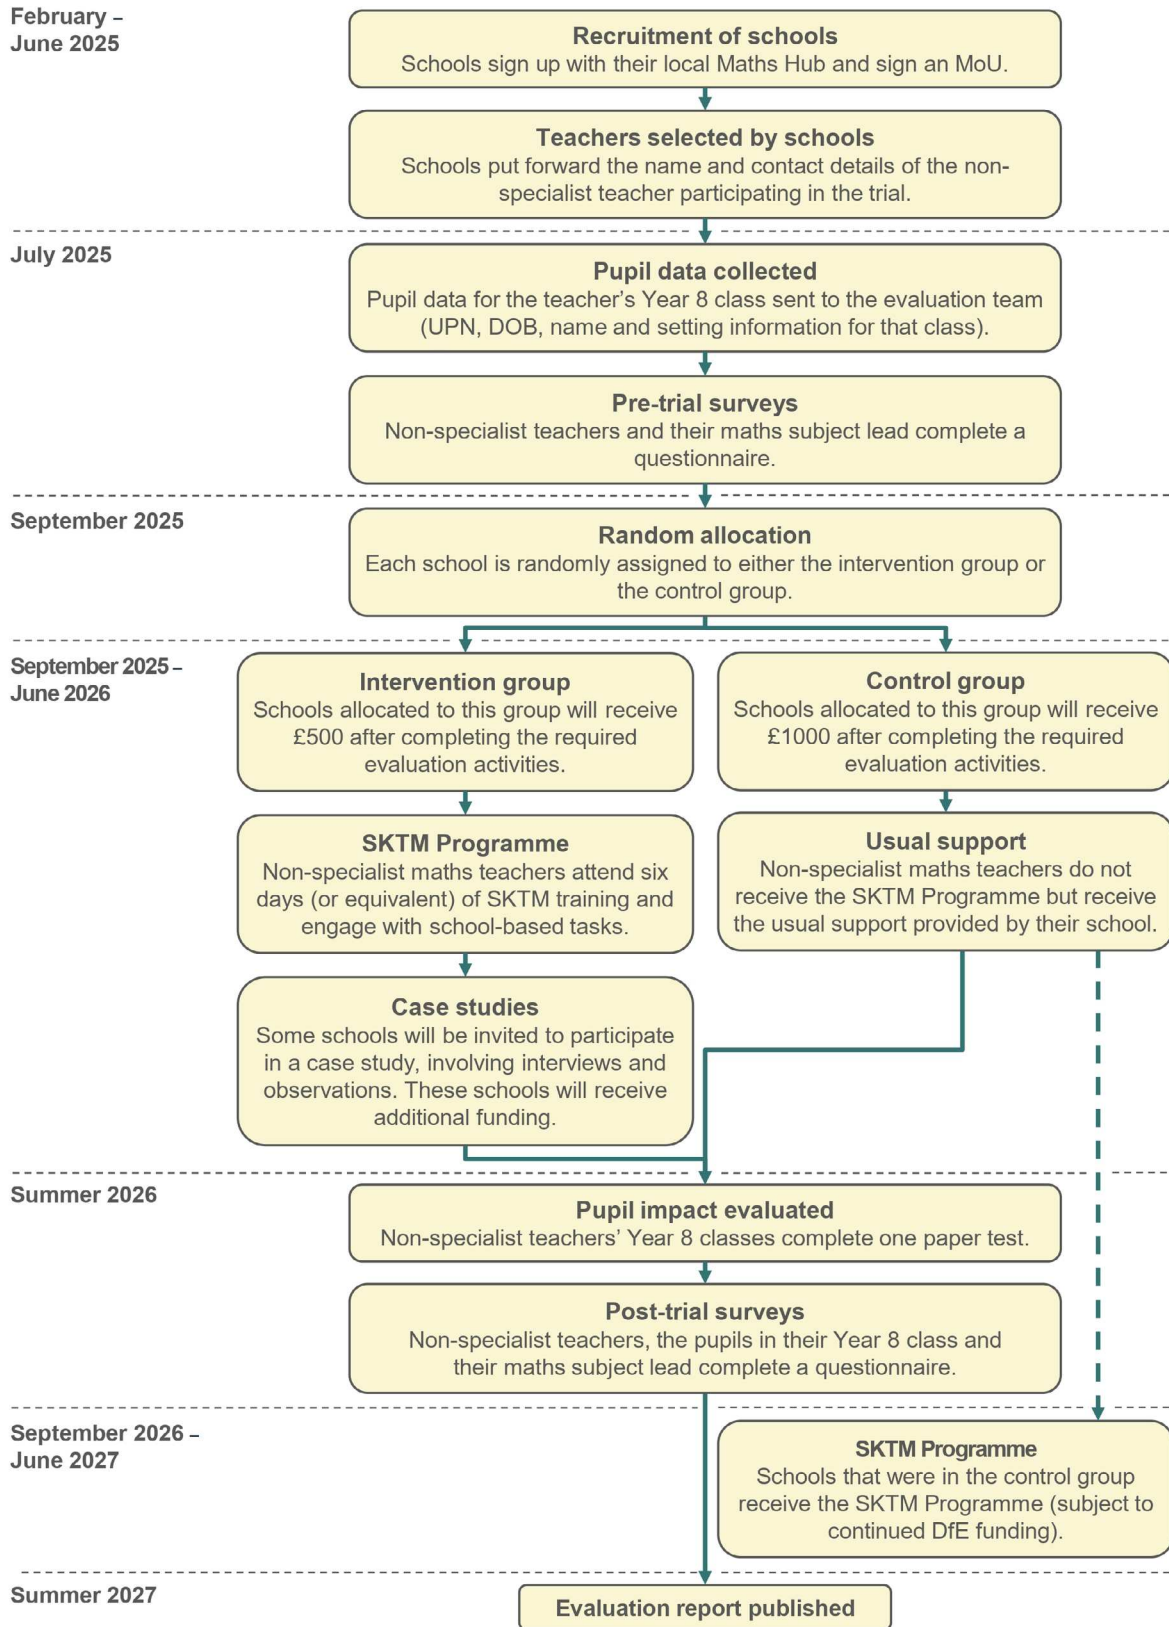 February –
June 2025
Recruitment of schools
Schools sign up with their local Maths Hub and sign an MoU.
Teachers selected by schools
Schools put forward the name and contact details of the non-
specialist teacher participating in the trial.
July 2025
Pupil data collected
Pupil data for the teacher’s Year 8 class sent to the evaluation team
(UPN, DOB, name and setting information for that class).
Pre-trial surveys
Non-specialist teachers and their maths subject lead complete a
questionnaire.
September 2025
Random allocation
Each school is randomly assigned to either the intervention group or
the control group.
September 2025 –
June 2026
Intervention group
Schools allocated to this group will receive
£500 after completing the required
evaluation activities.
Control group
Schools allocated to this group will receive
£1000 after completing the required
evaluation activities.
SKTM Programme
Non-specialist maths teachers attend six
days (or equivalent) of SKTM training and
engage with school-based tasks.
Usual support
Non-specialist maths teachers do not
receive the SKTM Programme but receive
the usual support provided by their school.
Case studies
Some schools will be invited to participate
in a case study, involving interviews and
observations. These schools will receive
additional funding.
Summer 2026
Pupil impact evaluated
Non-specialist teachers’ Year 8 classes complete one paper test.
Post-trial surveys
Non-specialist teachers, the pupils in their Year 8 class and
their maths subject lead complete a questionnaire.
September 2026 –
June 2027
SKTM Programme
Schools that were in the control group
receive the SKTM Programme (subject to
continued DfE funding).
Summer 2027
Evaluation report published